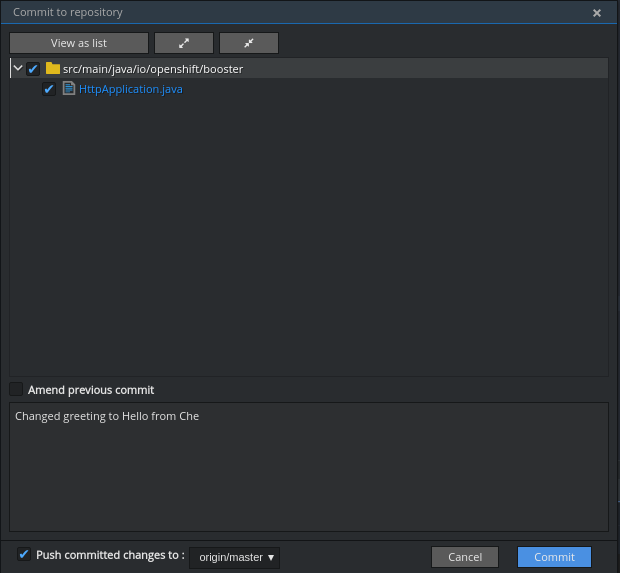 Commit to repository
View as list
src/main/java/io/openshift/booster
HttpApplication.java
Amend previous commit
Changed greeting to Hello from Che
Push committed changes to : origin/master
Cancel Commit